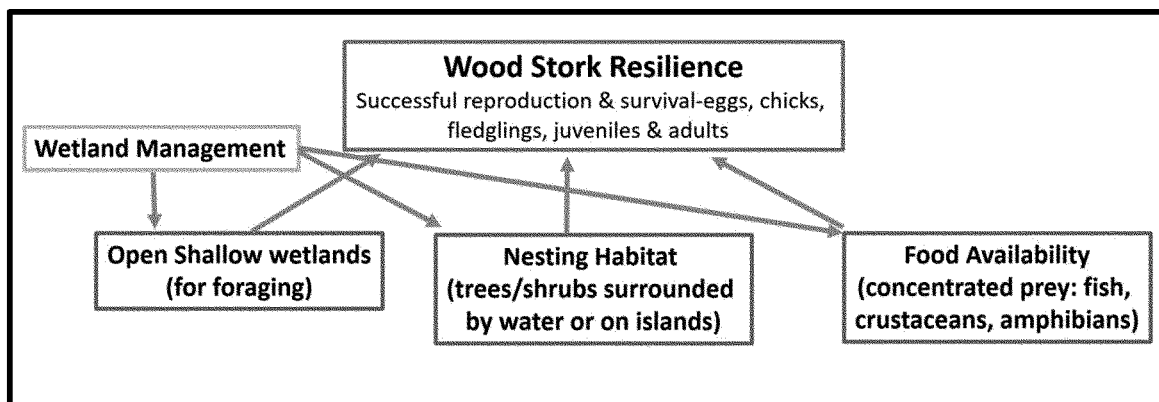 Wood Stork Resilience
Successful reproduction & survival-eggs, chicks,
fledglings, juveniles & adults
Wetland Management
Open Shallow wetlands
(for foraging)
Nesting Habitat
(trees/shrubs surrounded
by water or on islands)
Food Availability
(concentrated prey: fish,
crustaceans, amphibians)